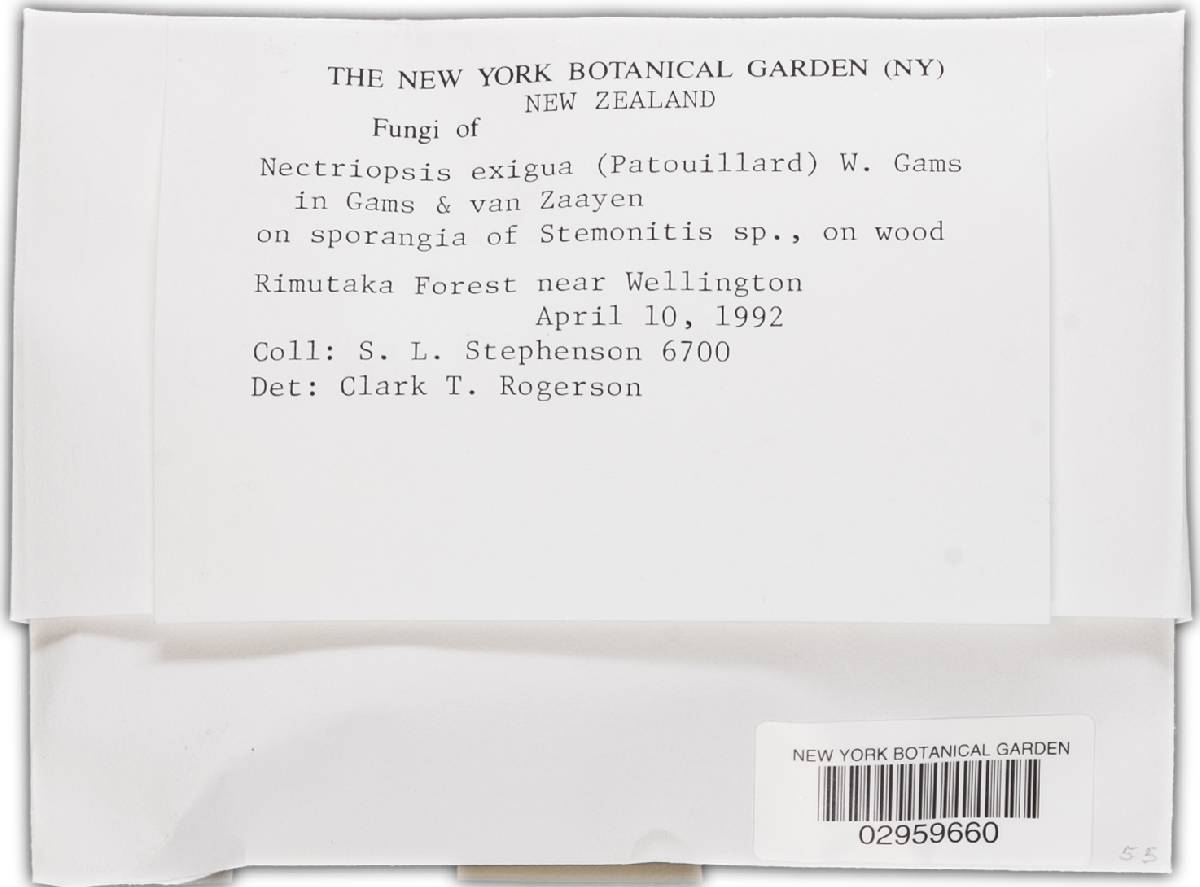 THE NEW YORK BOTANICAL GARDEN (NY)
NEW ZEALAND
Fungi of
Nectriopsis exigua (Patouillard) W. Gams
in Gams & van Zaayen
on sporangia of Stemonitis sp., on wood
Rimutaka Forest near Wellington
April 10, 1992
Coll: S. L. Stephenson 6700
Det: Clark T. Rogerson
NEW YORK BOTANICAL GARDEN
02959660
55